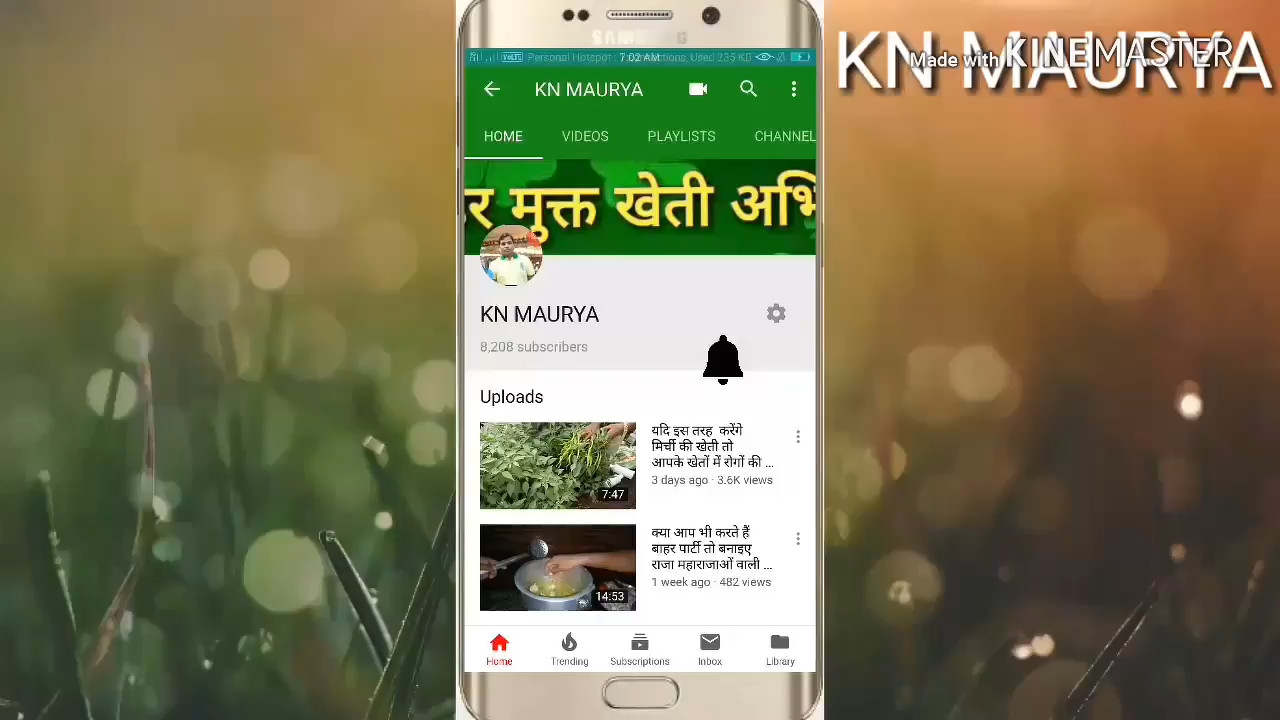 SAMSUNG
7:02 AM
KN MAURYA
Made with KINEMASTER
KN MAURYA
HOME VIDEOS PLAYLISTS CHANNEL
र मुक्त खेती अभि
KN MAURYA
8,208 subscribers
Uploads
यदि इस तरह करेंगे
मिर्ची की खेती तो
आपके खेतों में रोगों की ...
3 days ago · 3.6K views
7:47
क्या आप भी करते हैं
बाहर पार्टी तो बनाइए
राजा महाराजाओं वाली ...
1 week ago · 482 views
14:53
Home Trending Subscriptions Inbox Library